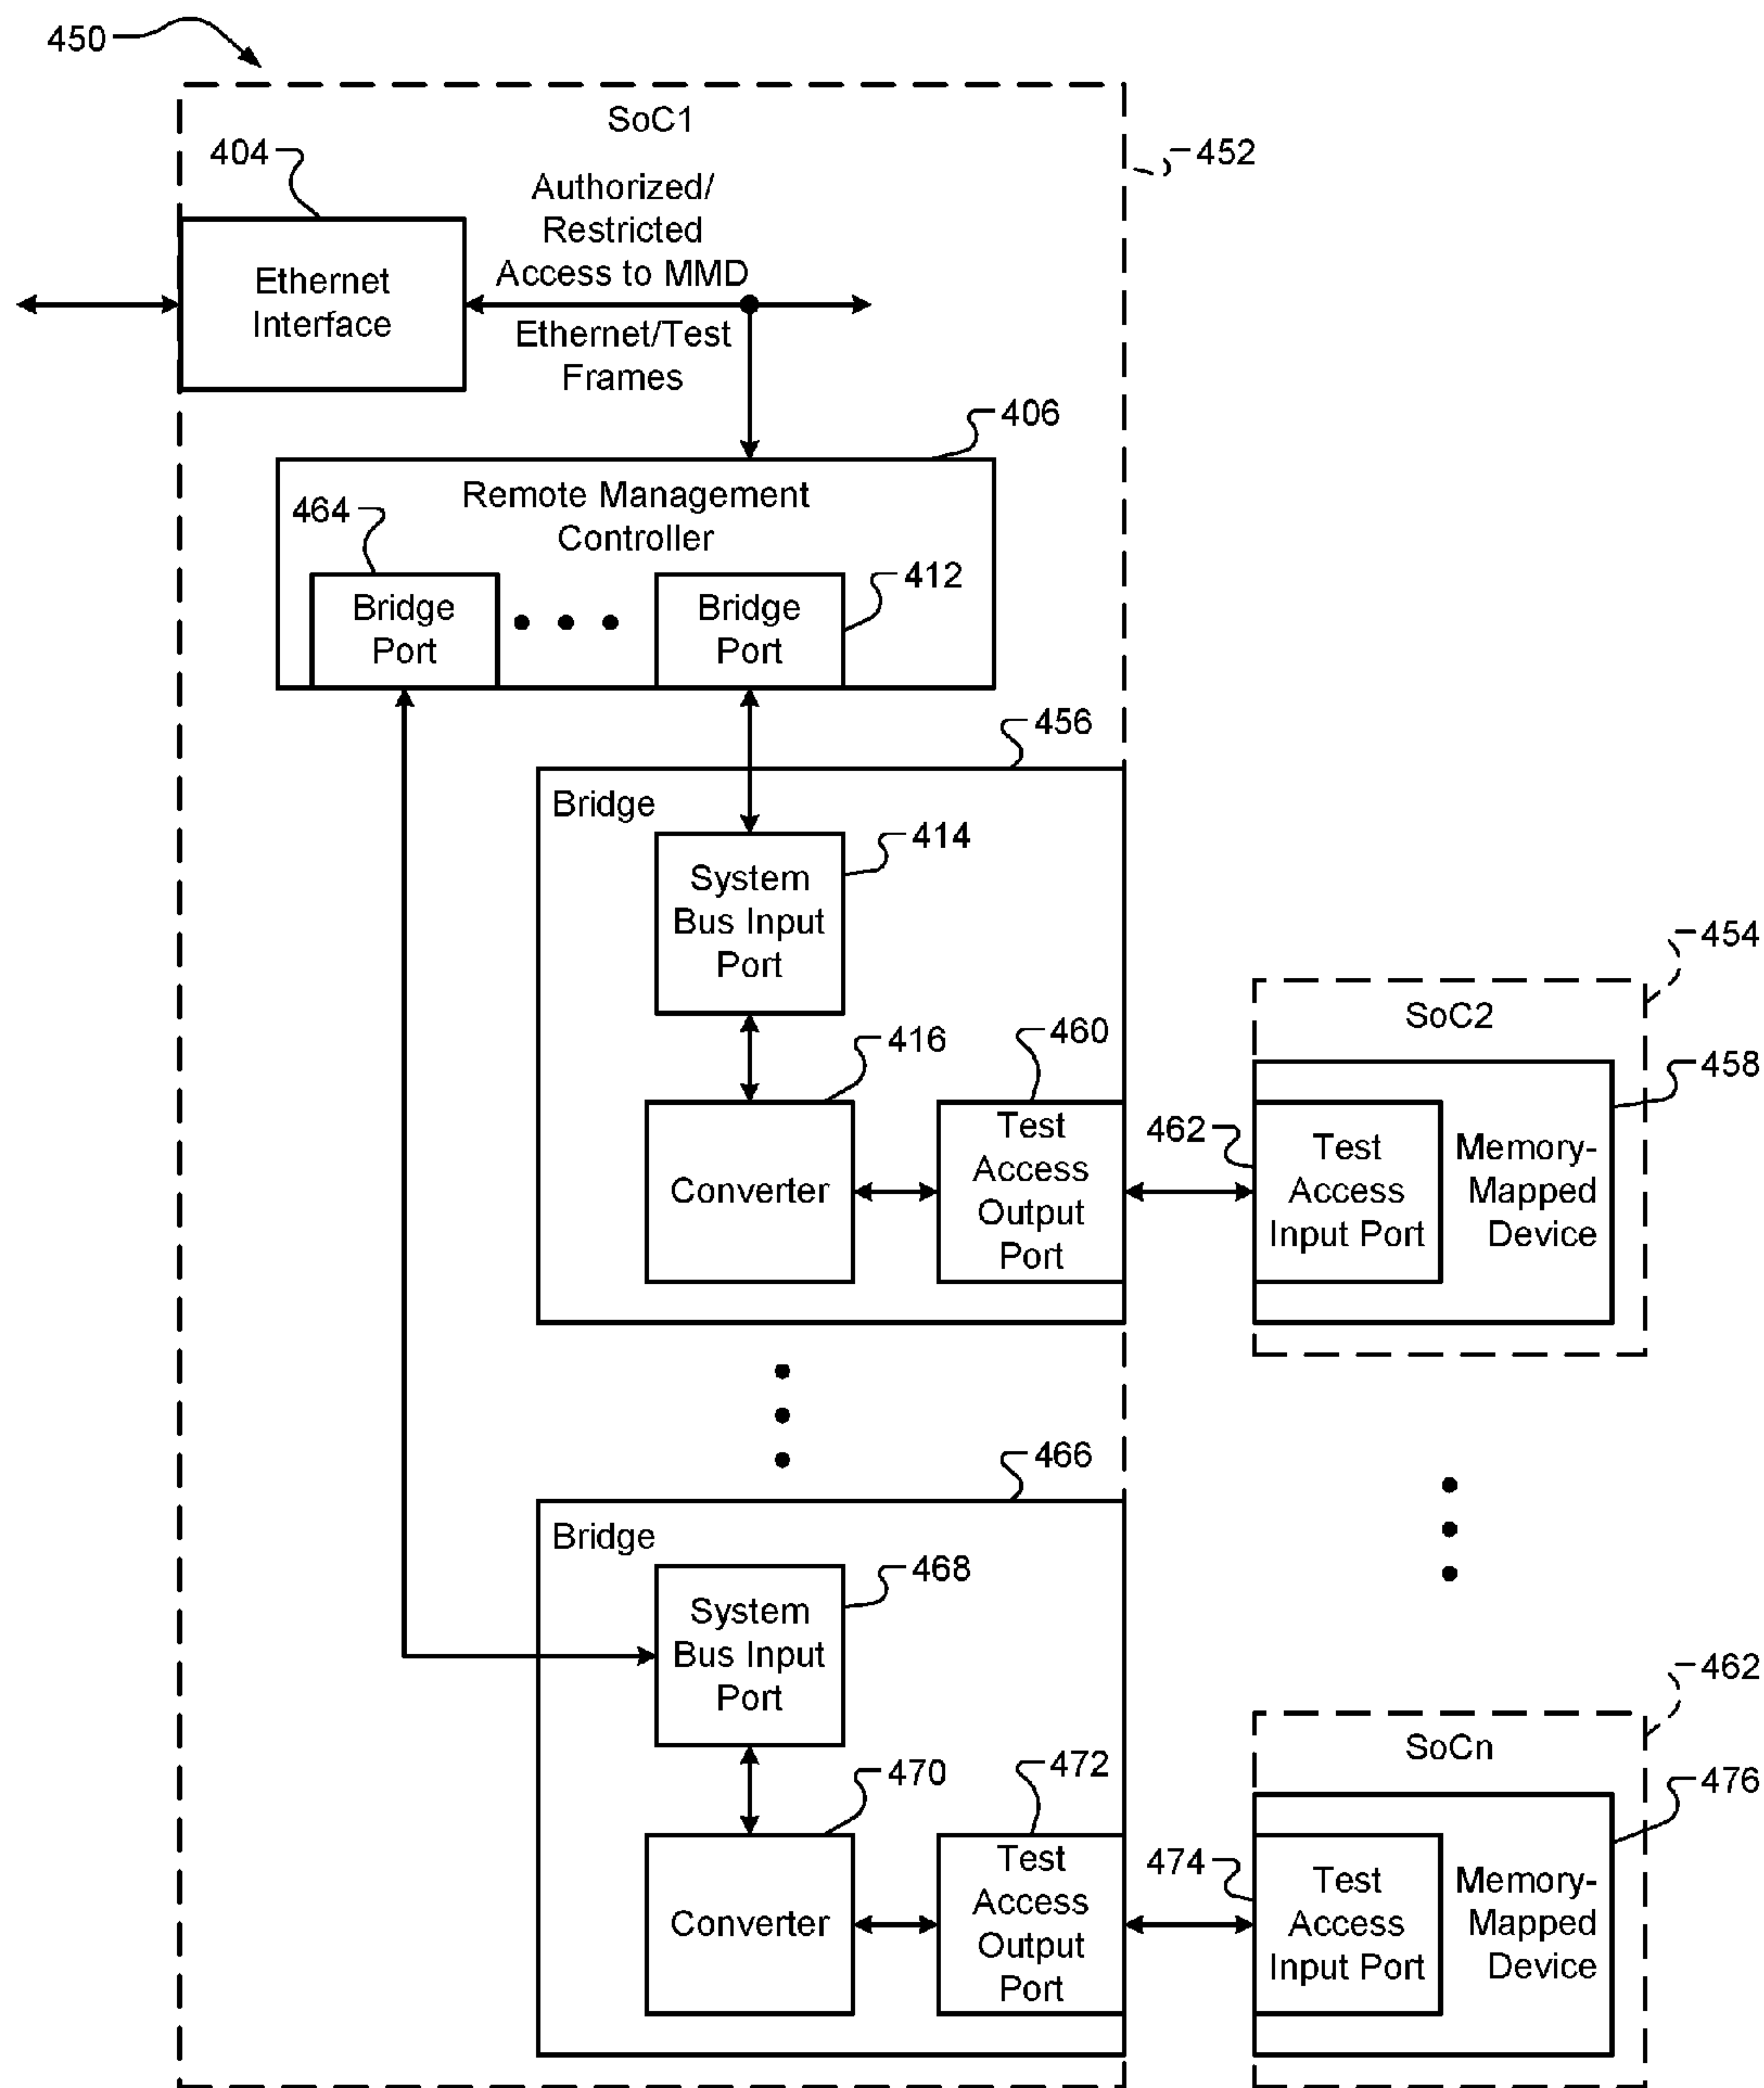 450
SoC1
452
404
Authorized/
Restricted
Access to MMD
Ethernet
Interface
Ethernet/Test
Frames
406
Remote Management
Controller
464
412
Bridge
Port
Bridge
Port
456
Bridge
414
System
Bus Input
Port
454
SoC2
416
460
458
Converter
Test
Access
Output
Port
462
Test
Access
Input Port
Memory-
Mapped
Device
466
Bridge
468
System
Bus Input
Port
462
SoCn
470
472
476
Converter
Test
Access
Output
Port
474
Test
Access
Input Port
Memory-
Mapped
Device